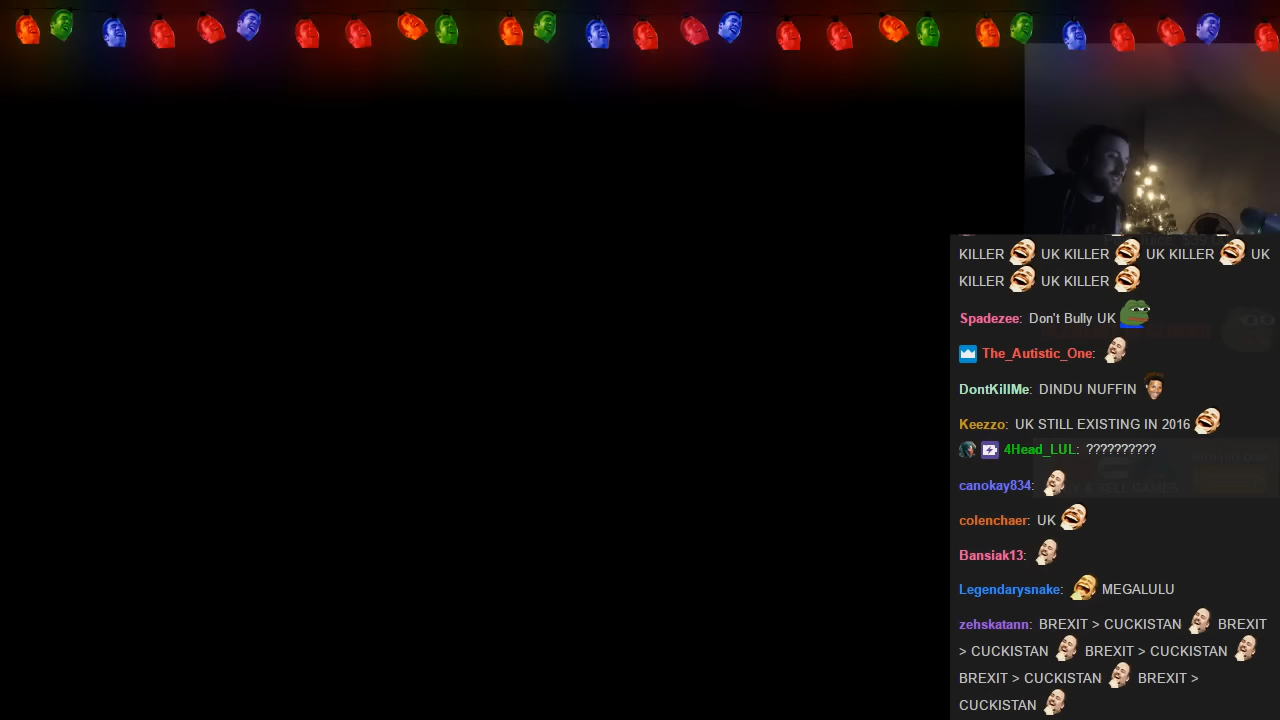 KILLER UK KILLER UK KILLER UK
KILLER UK KILLER
Spadezee: Don't Bully UK
The_Autistic_One:
DontKillMe: DINDU NUFFIN
Keezzo: UK STILL EXISTING IN 2016
4Head_LUL: ??????????
& SELL GAMES
canokay834:
colenchaer: UK
Bansiak13:
Legendarysnake: MEGALULU
zehskatann: BREXIT > CUCKISTAN BREXIT
> CUCKISTAN BREXIT > CUCKISTAN
BREXIT > CUCKISTAN BREXIT >
CUCKISTAN